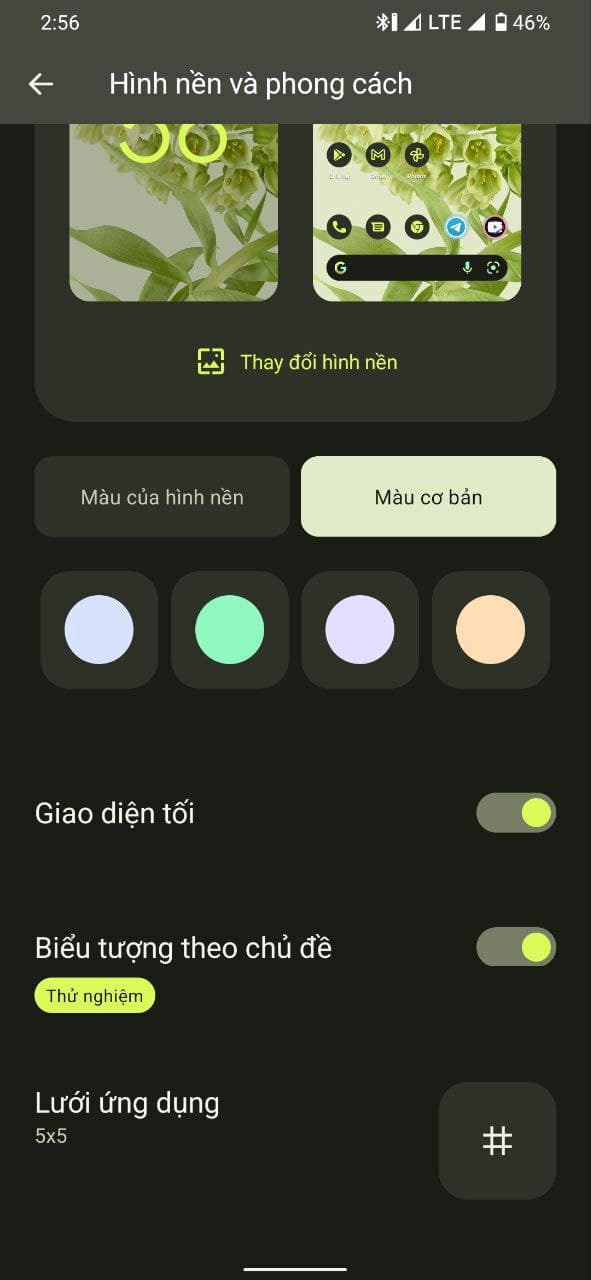 2:56
LTE 46%
Hình nền và phong cách
Thay đổi hình nền
Màu của hình nền
Màu cơ bản
Giao diện tối
Biểu tượng theo chủ đề
Thử nghiệm
Lưới ứng dụng
5x5